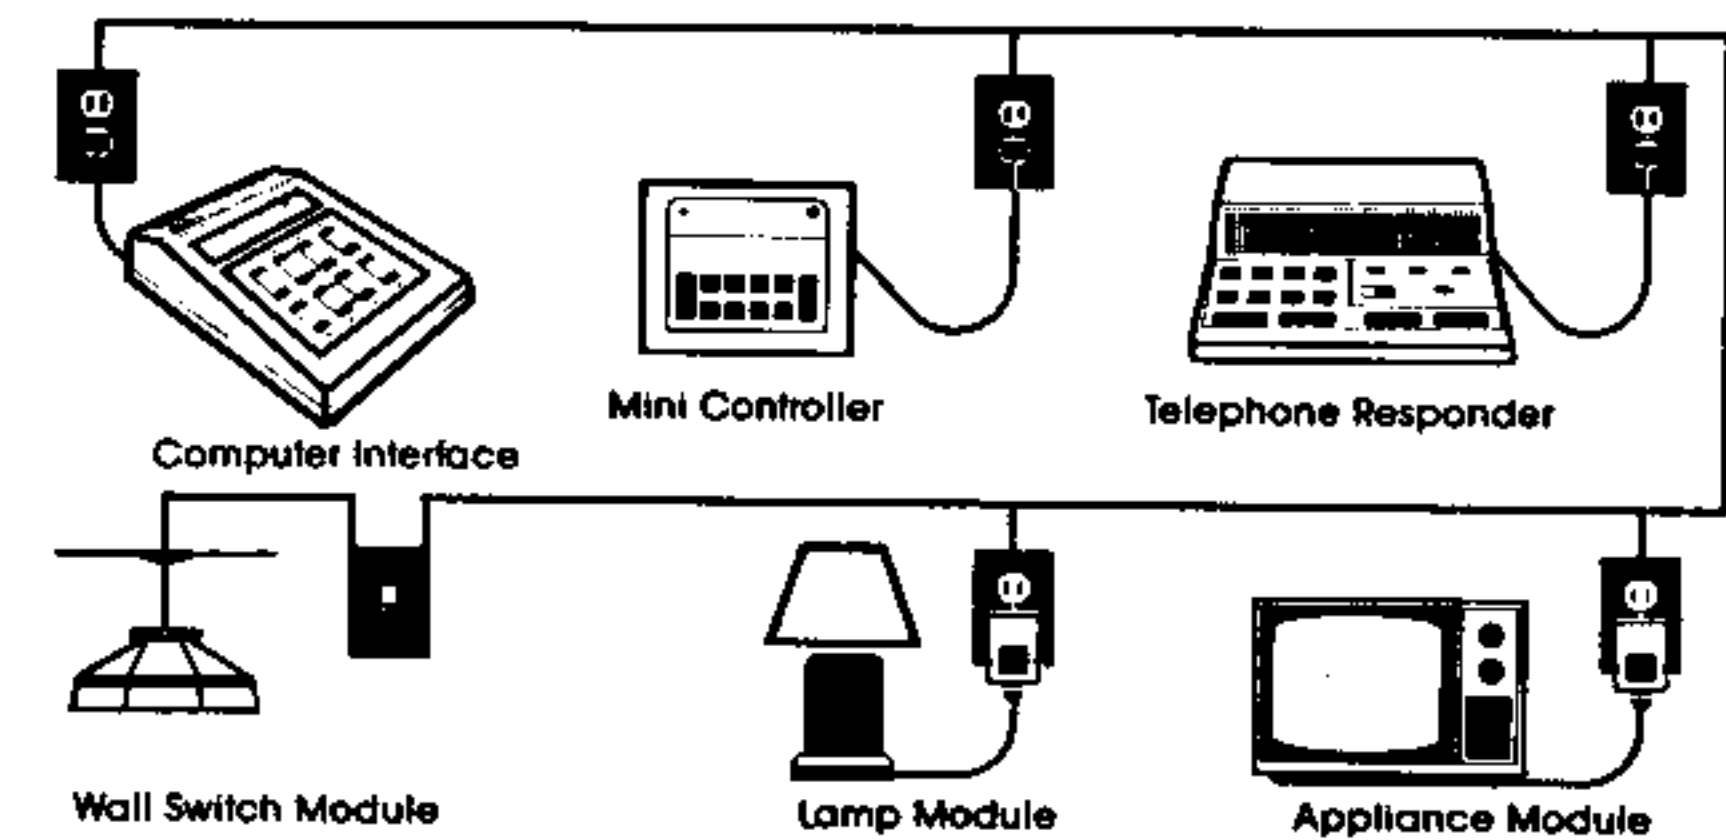 Mini Controller
Telephone Responder
Computer Interface
Wall Switch Module
Lamp Module
Appliance Module